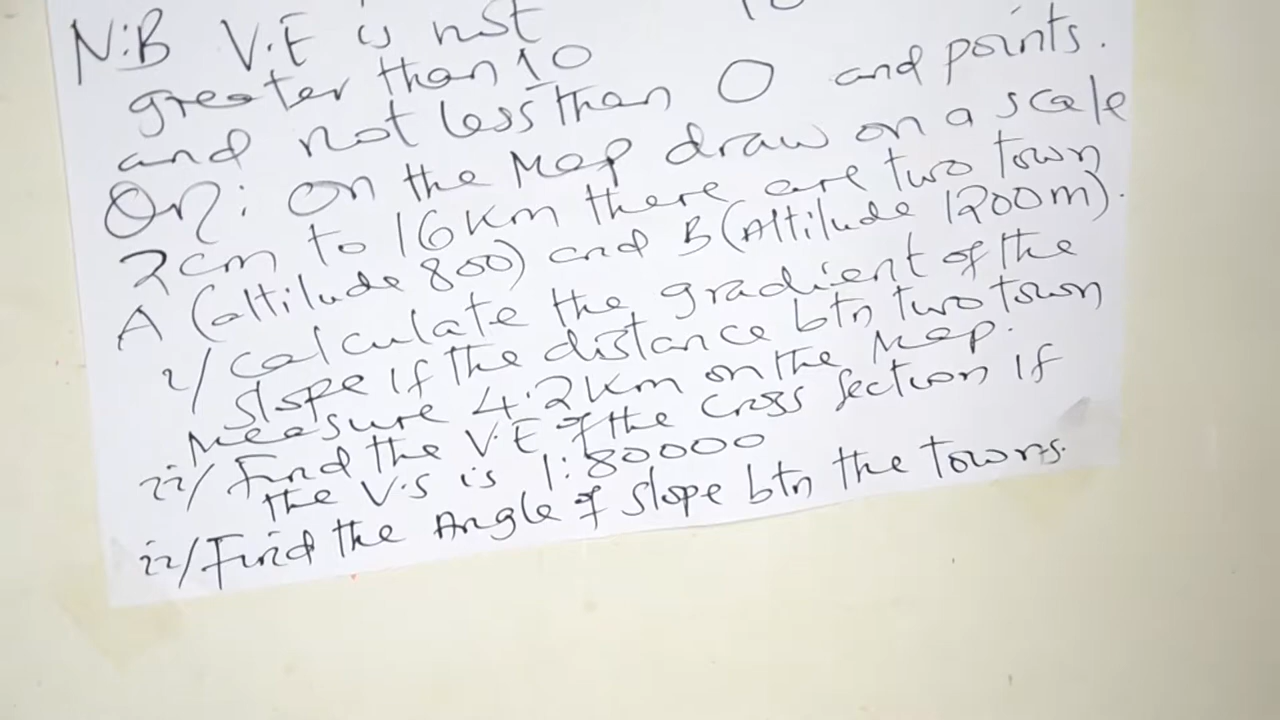 N:B V.E is not
greater than 10
and not less than 0 and points.
Qn: On the Map draw on a scale
2cm to 16Km there are two town
A (altilude 800) and B (Altilude 1200m).
i/ Calculate the gradient of the
slope if the distance btn two town
Measure 4.2Km on the Map.
ii/ Find the V.E of the Cross Section If
the V.S is 1:80000
ii/ Find the Angle of Slope btn the towns.